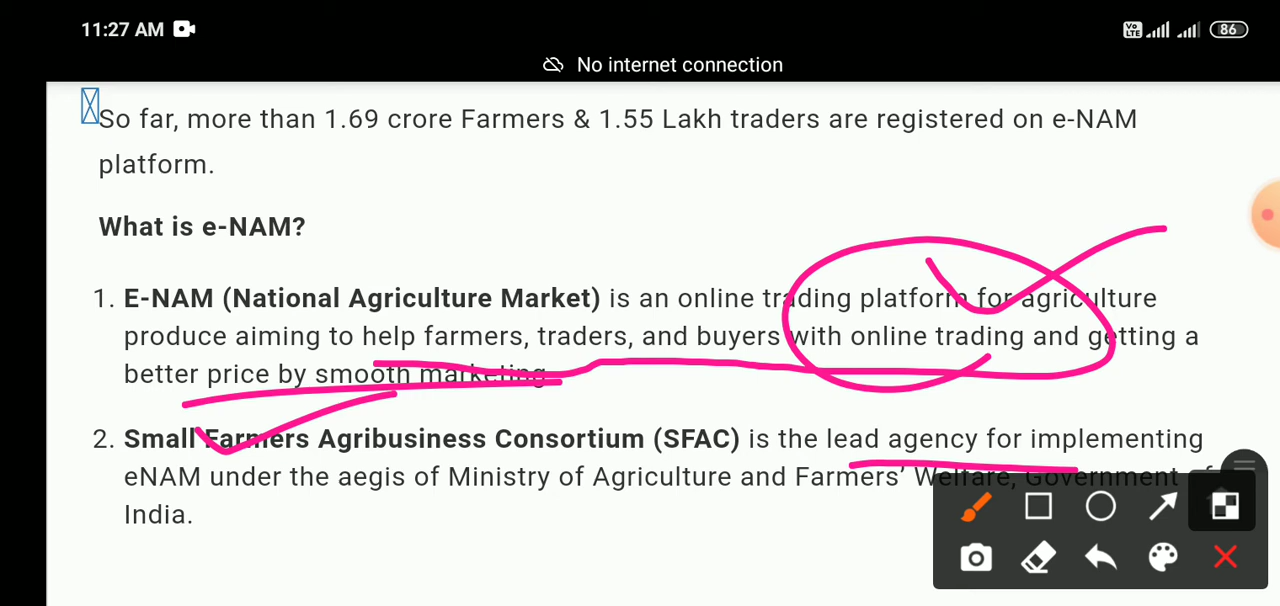 11:27 AM
Vo LTE
86
No internet connection
So far, more than 1.69 crore Farmers & 1.55 Lakh traders are registered on e-NAM
platform.
What is e-NAM?
1. E-NAM (National Agriculture Market) is an online trading platform for agriculture
produce aiming to help farmers, traders, and buyers with online trading and getting a
better price by smooth marketing.
2. Small Farmers Agribusiness Consortium (SFAC) is the lead agency for implementing
eNAM under the aegis of Ministry of Agriculture and Farmers’ Welfare, Government of
India.